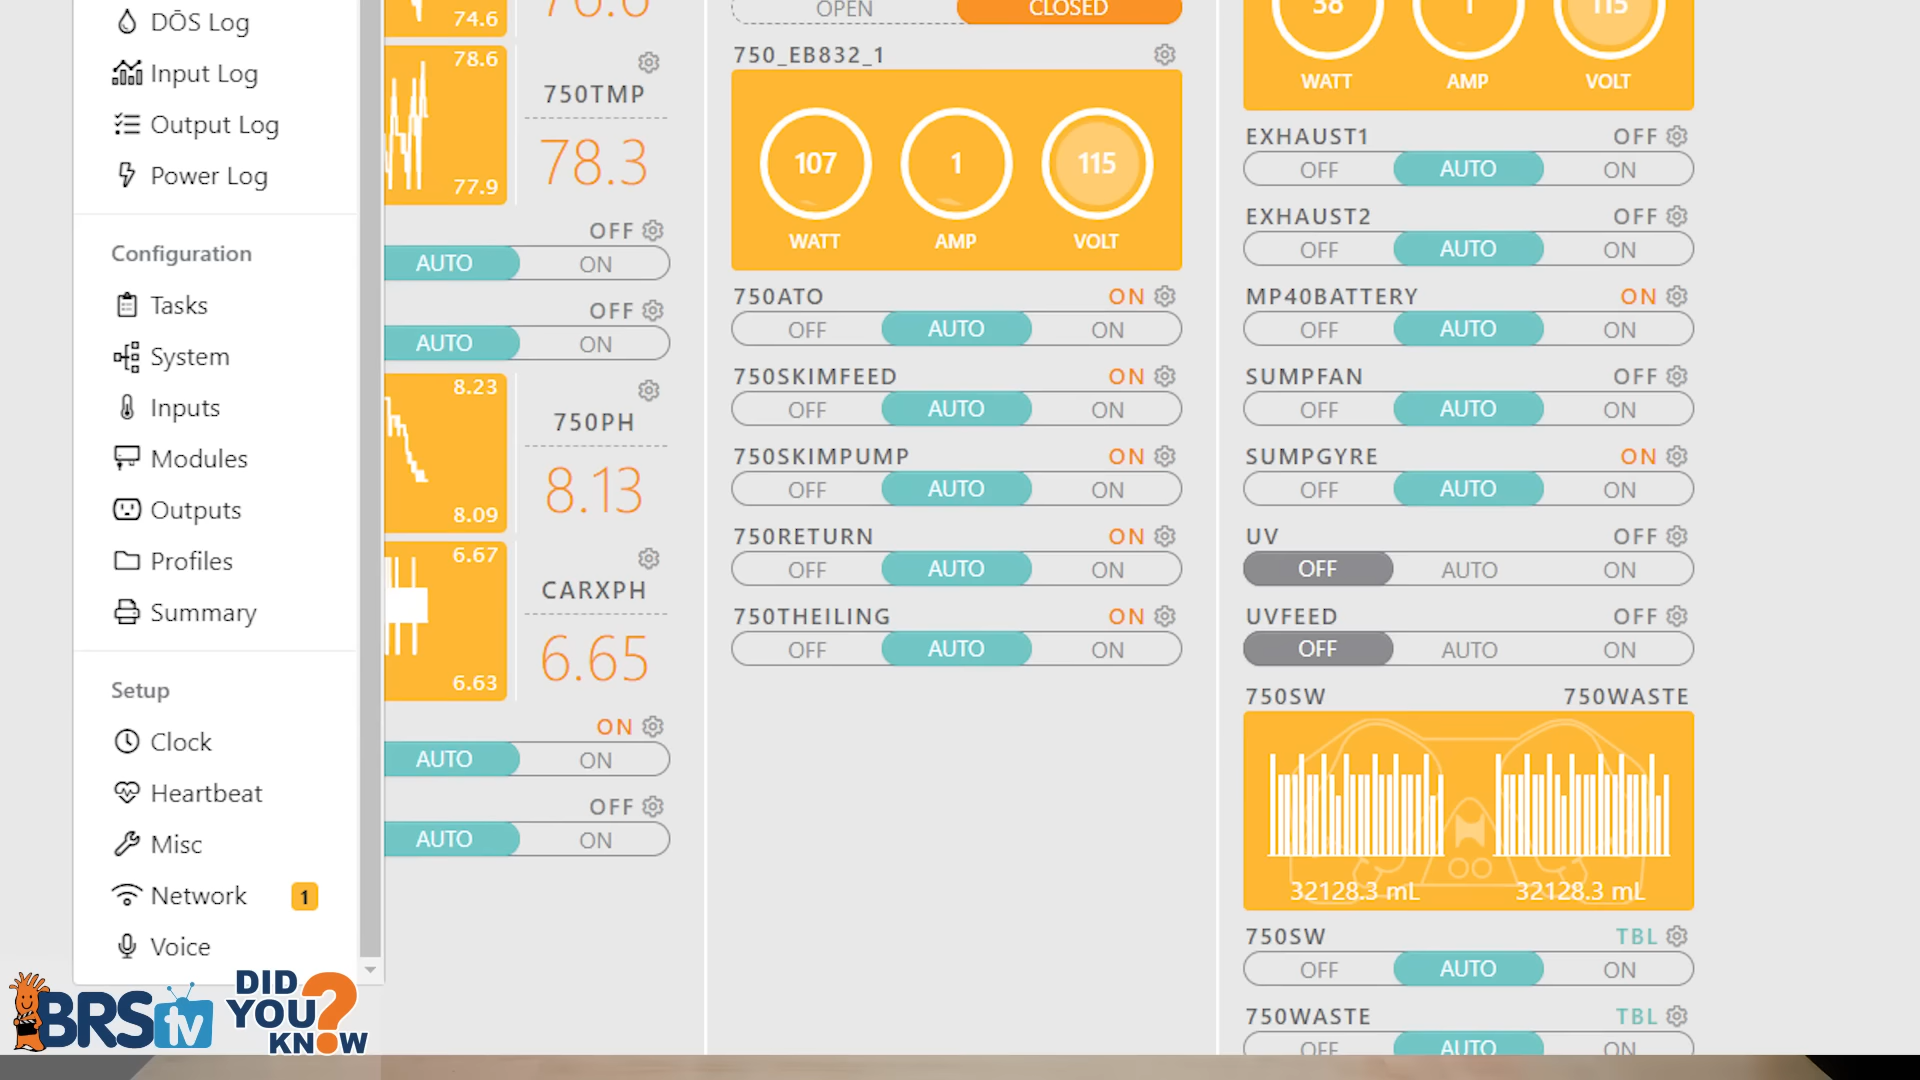 DŌS Log
Input Log
Output Log
Power Log
Configuration
Tasks
System
Inputs
Modules
Outputs
Profiles
Summary
Setup
Clock
Heartbeat
Misc
Network 1
Voice
BRS tv
DID YOU KNOW ?
74.6
78.6
77.9
750TMP
78.3
OFF
AUTO ON
OFF
AUTO ON
8.23
8.09
750PH
8.13
6.67
6.63
CARXPH
6.65
ON
AUTO ON
OFF
AUTO ON
OPEN CLOSED
750_EB832_1
107 1 115
WATT AMP VOLT
750ATO ON
OFF AUTO ON
750SKIMFEED ON
OFF AUTO ON
750SKIMPUMP ON
OFF AUTO ON
750RETURN ON
OFF AUTO ON
750THEILING ON
OFF AUTO ON
38 1 115
WATT AMP VOLT
EXHAUST1 OFF
OFF AUTO ON
EXHAUST2 OFF
OFF AUTO ON
MP40BATTERY ON
OFF AUTO ON
SUMPFAN OFF
OFF AUTO ON
SUMPGYRE ON
OFF AUTO ON
UV OFF
OFF AUTO ON
UVFEED OFF
OFF AUTO ON
750SW 750WASTE
32128.3 mL 32128.3 mL
750SW TBL
OFF AUTO ON
750WASTE TBL
OFF AUTO ON